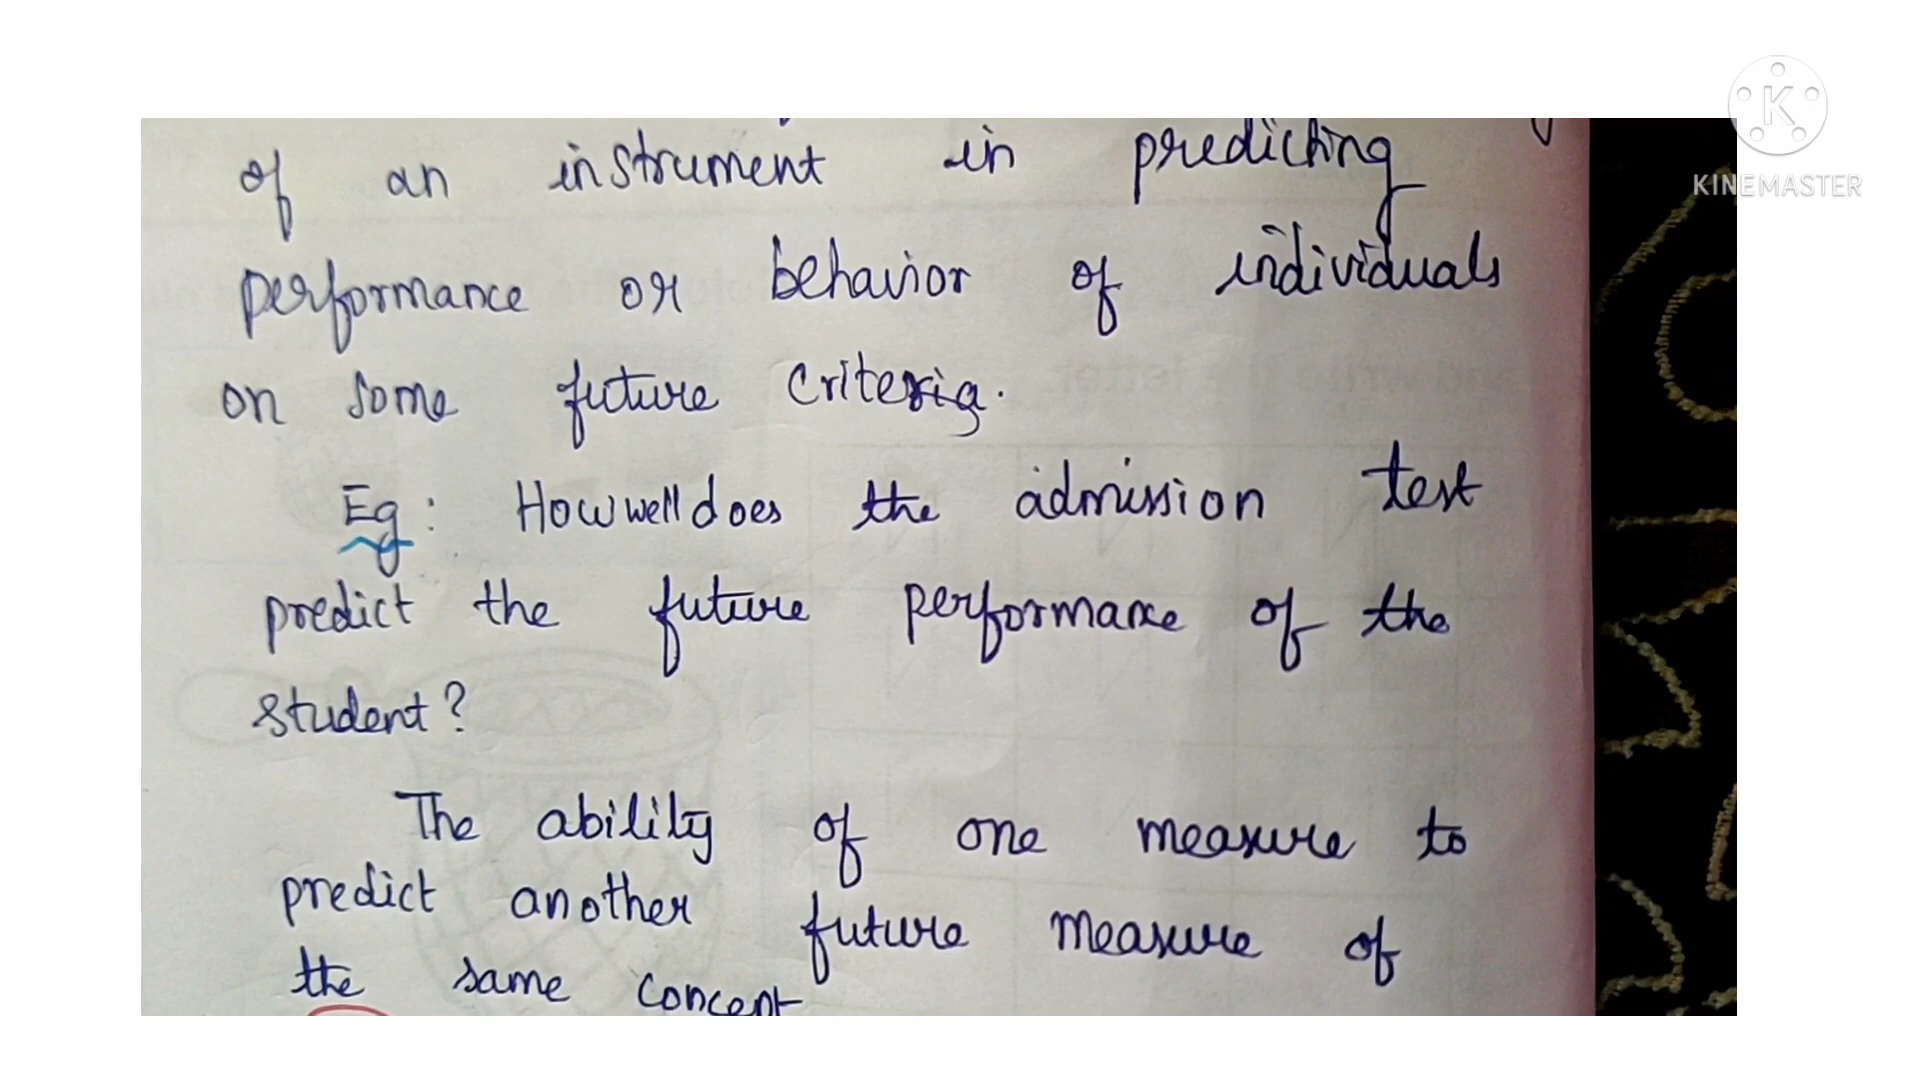 of an instrument in predicting
performance or behavior of individuals
on some future criteria.
Eg: How well does the admission test
predict the future performance of the
student?
The ability of one measure to
predict another future measure of
the same concept
KINEMASTER